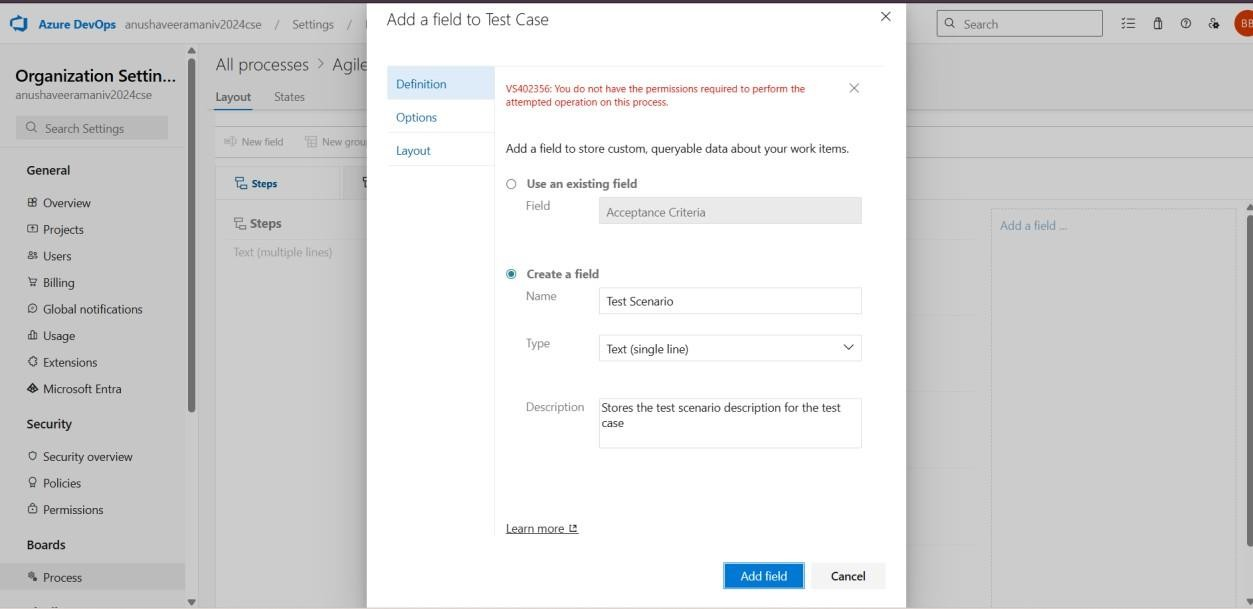 Azure DevOps anushaveeramaniv2024cse / Settings /
Search
BB
Organization Settin...
anushaveeramaniv2024cse
Search Settings
General
Overview
Projects
Users
Billing
Global notifications
Usage
Extensions
Microsoft Entra
Security
Security overview
Policies
Permissions
Boards
Process
All processes > Agile
Layout States
New field New grou
Steps
Steps
Text (multiple lines)
Add a field to Test Case
Definition
Options
Layout
VS402356: You do not have the permissions required to perform the
attempted operation on this process.
Add a field to store custom, queryable data about your work items.
Use an existing field
Field Acceptance Criteria
Create a field
Name Test Scenario
Type Text (single line)
Description Stores the test scenario description for the test
case
Learn more
Add field Cancel
Add a field ...